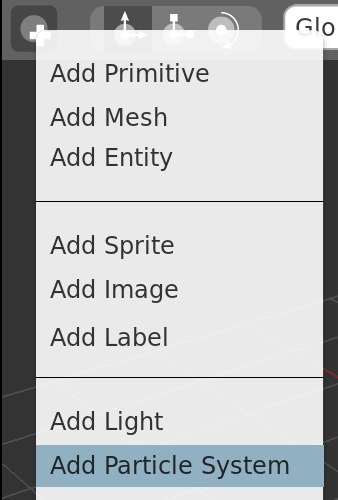 Glo
Add Primitive
Add Mesh
Add Entity
Add Sprite
Add Image
Add Label
Add Light
Add Particle System